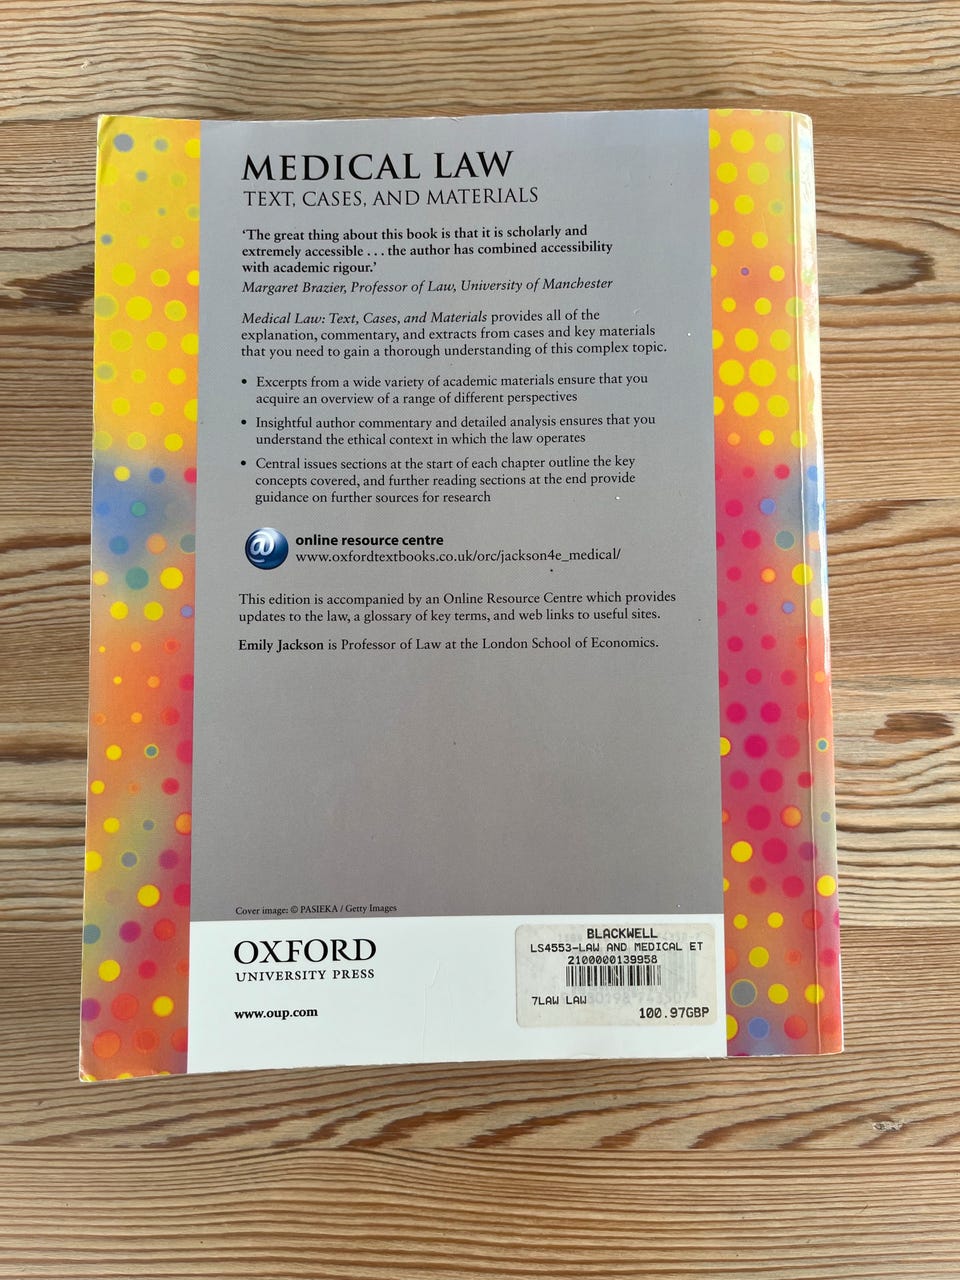 MEDICAL LAW
TEXT, CASES, AND MATERIALS
‘The great thing about this book is that it is scholarly and
extremely accessible . . . the author has combined accessibility
with academic rigour.’
Margaret Brazier, Professor of Law, University of Manchester
Medical Law: Text, Cases, and Materials provides all of the
explanation, commentary, and extracts from cases and key materials
that you need to gain a thorough understanding of this complex topic.
• Excerpts from a wide variety of academic materials ensure that you
acquire an overview of a range of different perspectives
• Insightful author commentary and detailed analysis ensures that you
understand the ethical context in which the law operates
• Central issues sections at the start of each chapter outline the key
concepts covered, and further reading sections at the end provide
guidance on further sources for research
@ online resource centre
www.oxfordtextbooks.co.uk/orc/jackson4e_medical/
This edition is accompanied by an Online Resource Centre which provides
updates to the law, a glossary of key terms, and web links to useful sites.
Emily Jackson is Professor of Law at the London School of Economics.
Cover image: © PASIEKA / Getty Images
OXFORD
UNIVERSITY PRESS
www.oup.com
BLACKWELL
LS4553-LAW AND MEDICAL ET
2100000139958
7LAW LAW
100.97GBP